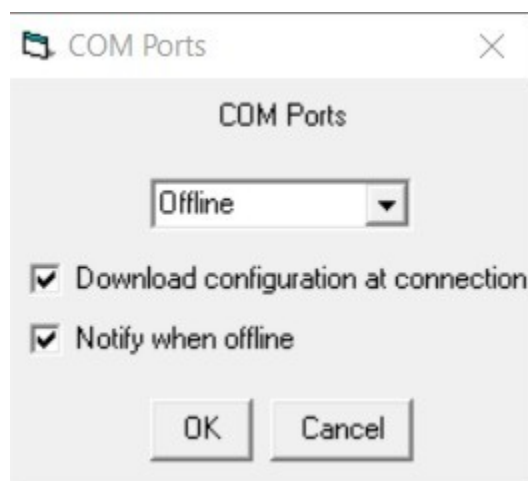 COM Ports
COM Ports
Offline
Download configuration at connection
Notify when offline
OK Cancel